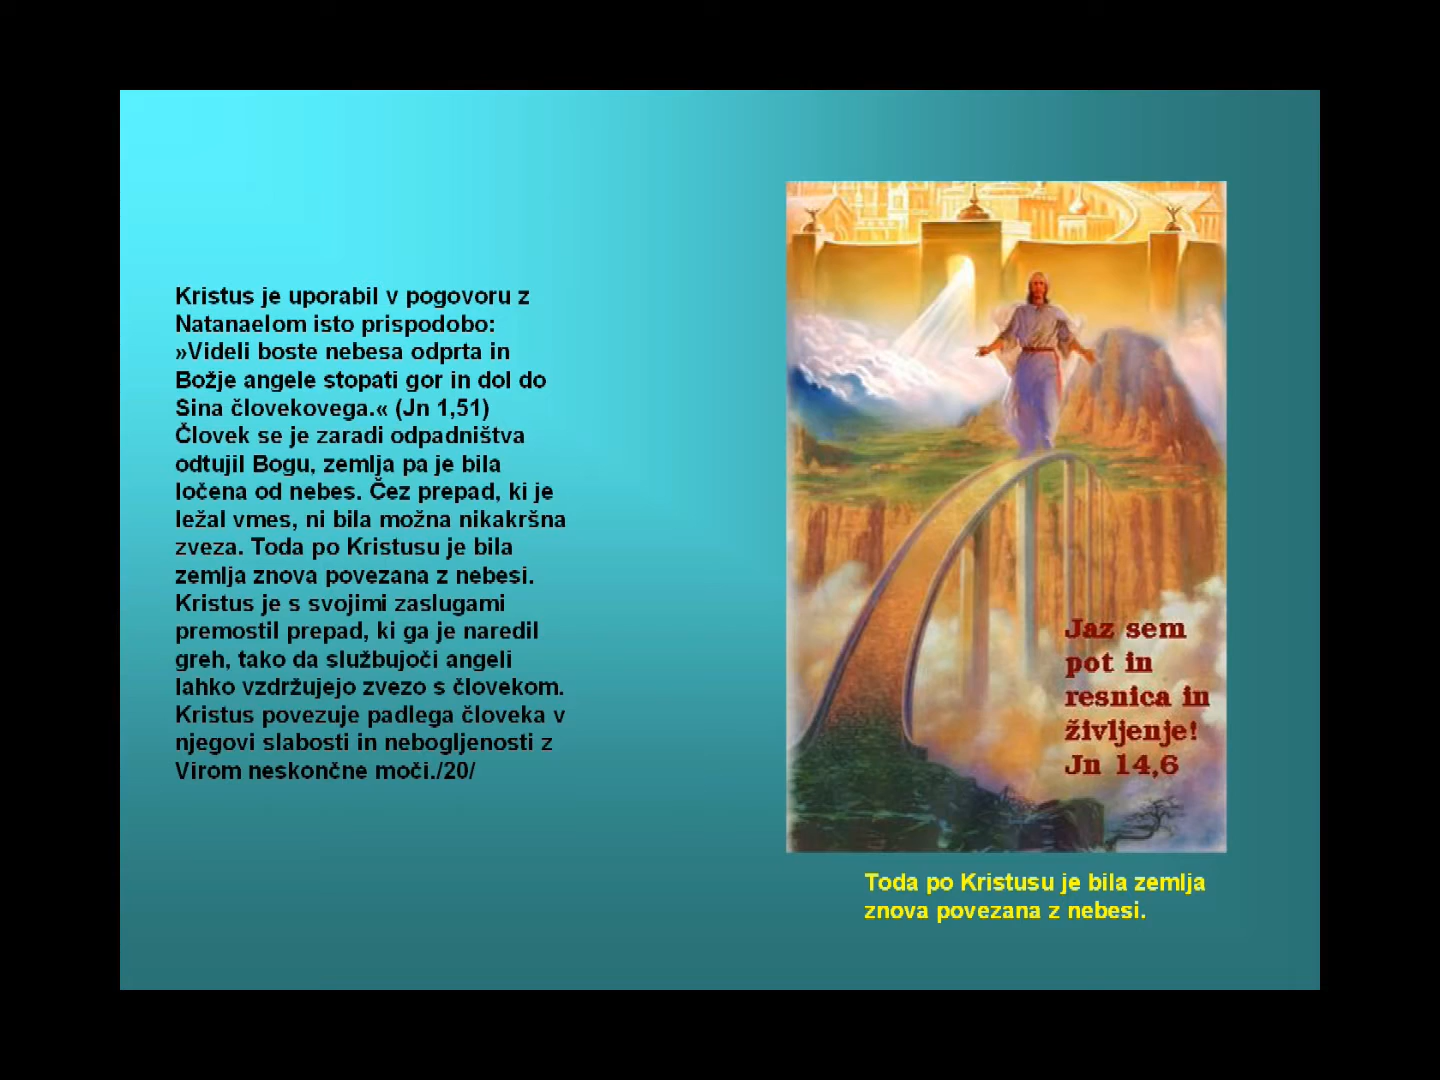 Kristus je uporabil v pogovoru z
Natanaelom isto prispodobo:
»Videli boste nebesa odprta in
Božje angele stopati gor in dol do
Sina človekovega.« (Jn 1,51)
Človek se je zaradi odpadništva
odtujil Bogu, zemlja pa je bila
ločena od nebes. Čez prepad, ki je
ležal vmes, ni bila možna nikakršna
zveza. Toda po Kristusu je bila
zemlja znova povezana z nebesi.
Kristus je s svojimi zaslugami
premostil prepad, ki ga je naredil
greh, tako da službujoči angeli
lahko vzdržujejo zvezo s človekom.
Kristus povezuje padlega človeka v
njegovi slabosti in nebogljenosti z
Virom neskončne moči./20/
Jaz sem
pot in
resnica in
življenje!
Jn 14,6
Toda po Kristusu je bila zemlja
znova povezana z nebesi.